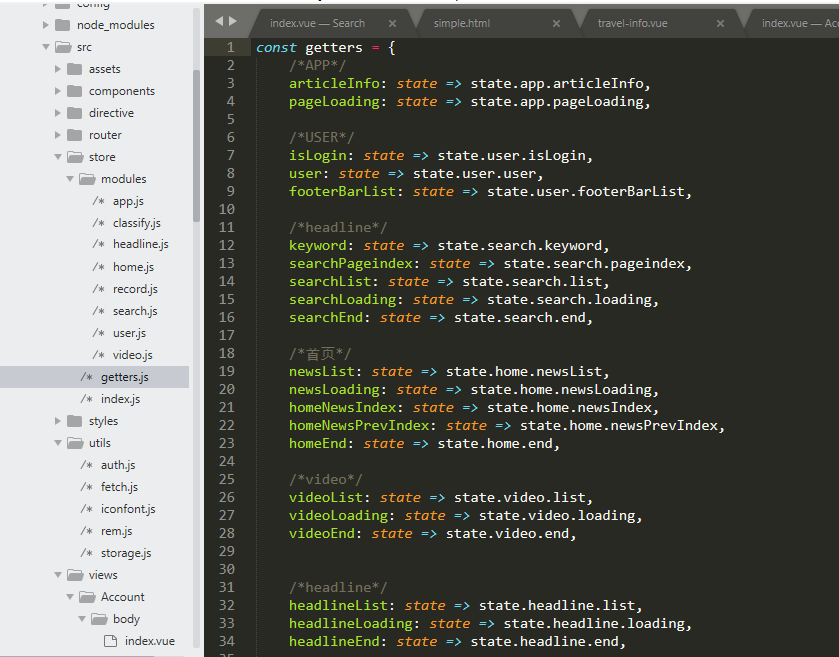 config
node_modules
src
assets
components
directive
router
store
modules
/* app.js
/* classify.js
/* headline.js
/* home.js
/* record.js
/* search.js
/* user.js
/* video.js
/* getters.js
/* index.js
styles
utils
/* auth.js
/* fetch.js
/* iconfont.js
/* rem.js
/* storage.js
views
Account
body
index.vue
index.vue — Search × simple.html × travel-info.vue × index.vue — Acc
1 const getters = {
2 /*APP*/
3 articleInfo: state => state.app.articleInfo,
4 pageLoading: state => state.app.pageLoading,
5
6 /*USER*/
7 isLogin: state => state.user.isLogin,
8 user: state => state.user.user,
9 footerBarList: state => state.user.footerBarList,
10
11 /*headline*/
12 keyword: state => state.search.keyword,
13 searchPageindex: state => state.search.pageindex,
14 searchList: state => state.search.list,
15 searchLoading: state => state.search.loading,
16 searchEnd: state => state.search.end,
17
18 /*首页*/
19 newsList: state => state.home.newsList,
20 newsLoading: state => state.home.newsLoading,
21 homeNewsIndex: state => state.home.newsIndex,
22 homeNewsPrevIndex: state => state.home.newsPrevIndex,
23 homeEnd: state => state.home.end,
24
25 /*video*/
26 videoList: state => state.video.list,
27 videoLoading: state => state.video.loading,
28 videoEnd: state => state.video.end,
29
30
31 /*headline*/
32 headlineList: state => state.headline.list,
33 headlineLoading: state => state.headline.loading,
34 headlineEnd: state => state.headline.end,
35